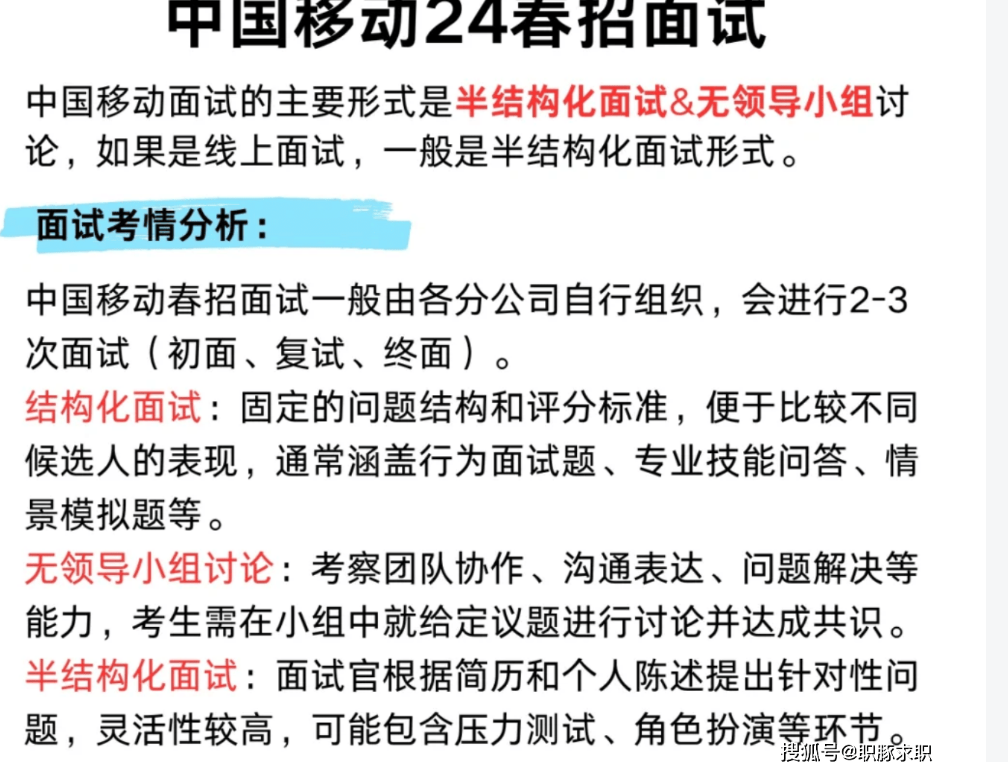 中国移动24春招面试
中国移动面试的主要形式是半结构化面试&无领导小组讨
论，如果是线上面试，一般是半结构化面试形式。
面试考情分析：
中国移动春招面试一般由各分公司自行组织，会进行2-3
次面试（初面、复试、终面）。
结构化面试：固定的问题结构和评分标准，便于比较不同
候选人的表现，通常涵盖行为面试题、专业技能问答、情
景模拟题等。
无领导小组讨论：考察团队协作、沟通表达、问题解决等
能力，考生需在小组中就给定议题进行讨论并达成共识。
半结构化面试：面试官根据简历和个人陈述提出针对性问
题，灵活性较高，可能包含压力测试、角色扮演等环节。
搜狐号@职豚求职